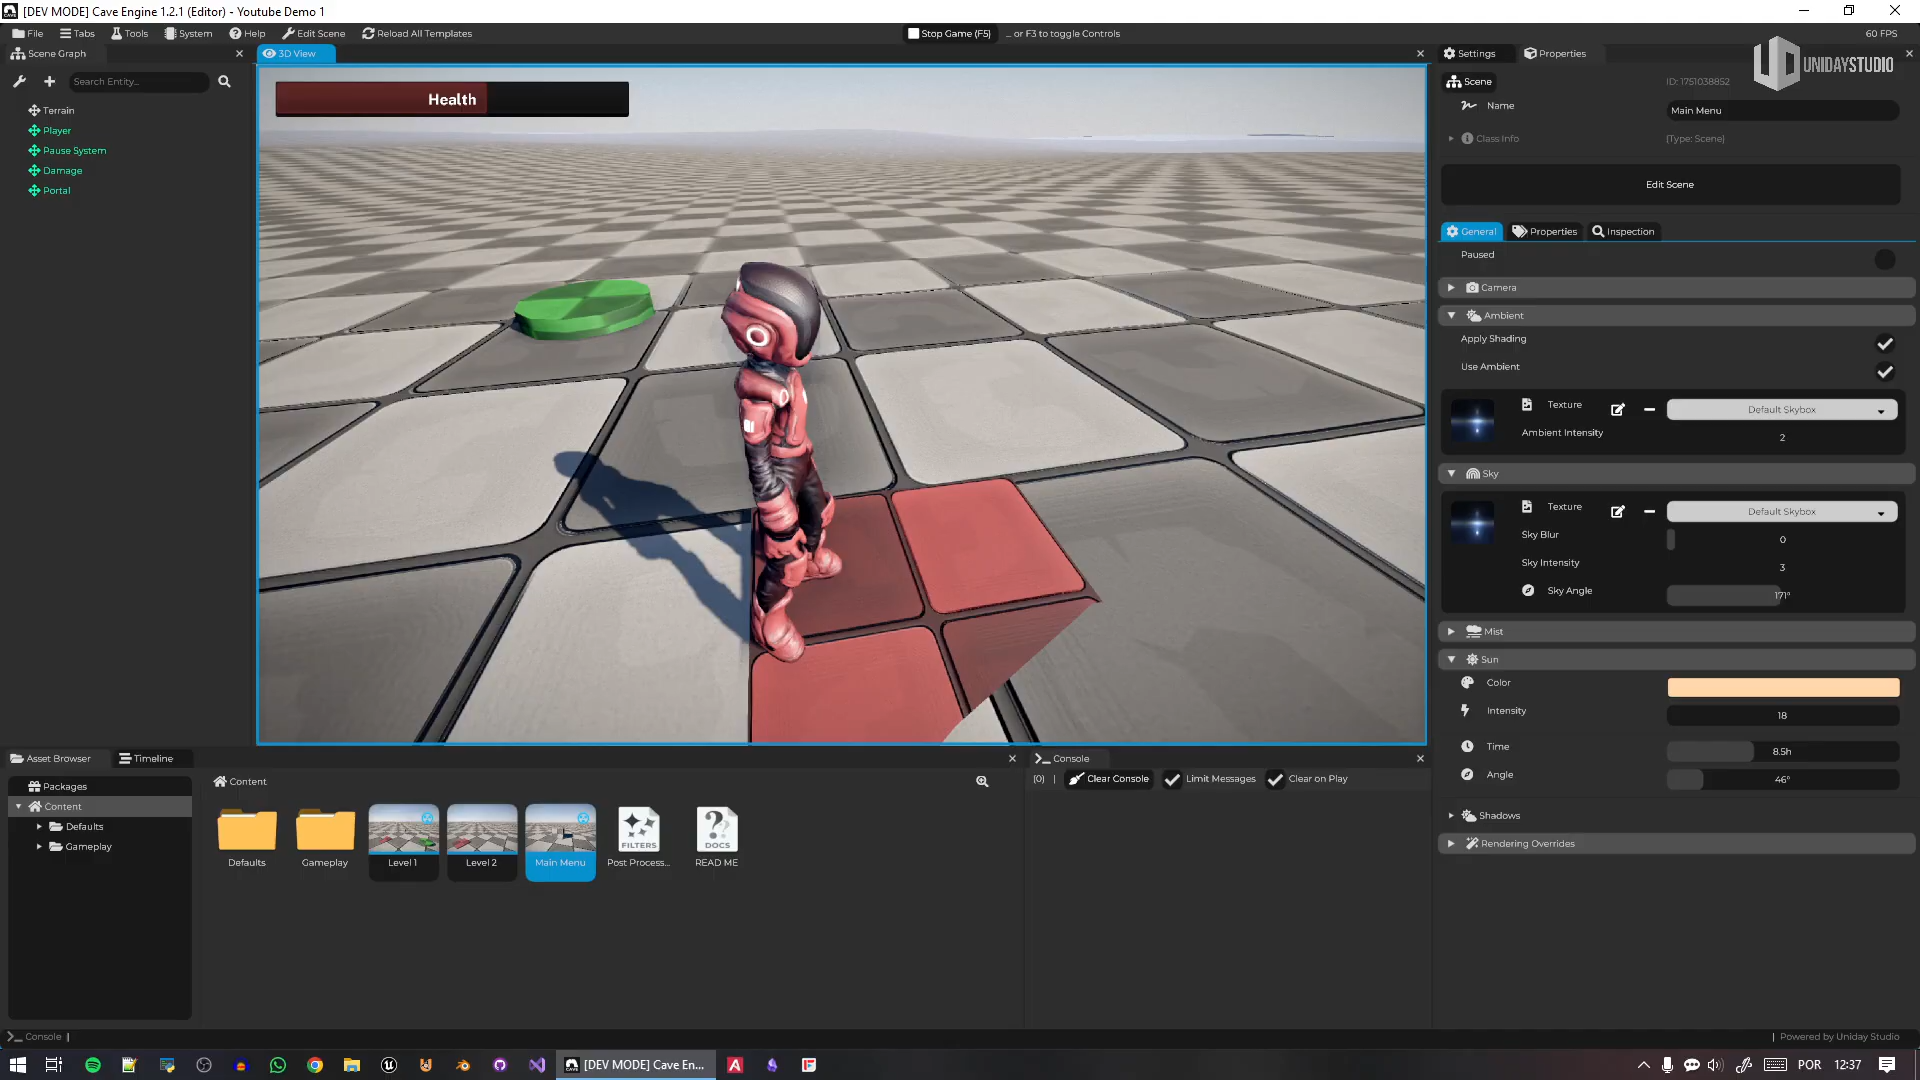 [DEV MODE] Cave Engine 1.2.1 (Editor) - Youtube Demo 1
File Tabs Tools System Help Edit Scene Reload All Templates Stop Game (F5) ... or F3 to toggle Controls 60 FPS
Scene Graph 3D View Settings Properties
UNIDAYSTUDIO
Search Entity... Scene ID: 1751038852
Terrain Name Main Menu
Player
Pause System Class Info (Type: Scene)
Damage
Portal
Health
Edit Scene
General Properties Inspection
Paused
Camera
Ambient
Apply Shading
Use Ambient
Texture Default Skybox
Ambient Intensity 2
Sky
Texture Default Skybox
Sky Blur 0
Sky Intensity 3
Sky Angle 171°
Mist
Sun
Color
Intensity 18
Time 8.5h
Angle 46°
Shadows
Rendering Overrides
Asset Browser Timeline Console
Packages Content (0) | Clear Console Limit Messages Clear on Play
Content
Defaults
Gameplay
FILTERS DOCS
Defaults Gameplay Level 1 Level 2 Main Menu Post Process... READ ME
Console | | Powered by Uniday Studio
[DEV MODE] Cave En... POR 12:37